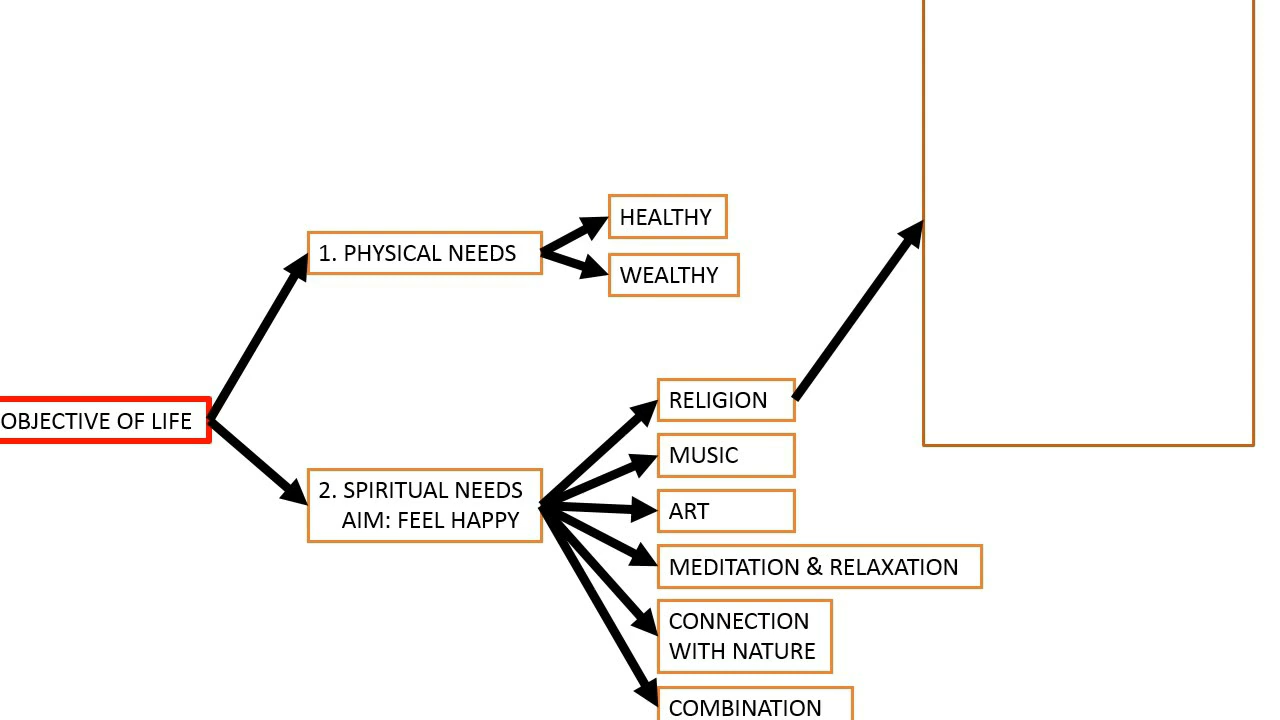 HEALTHY
1. PHYSICAL NEEDS
WEALTHY
RELIGION
OBJECTIVE OF LIFE
MUSIC
2. SPIRITUAL NEEDS
AIM: FEEL HAPPY
ART
MEDITATION & RELAXATION
CONNECTION
WITH NATURE
COMBINATION